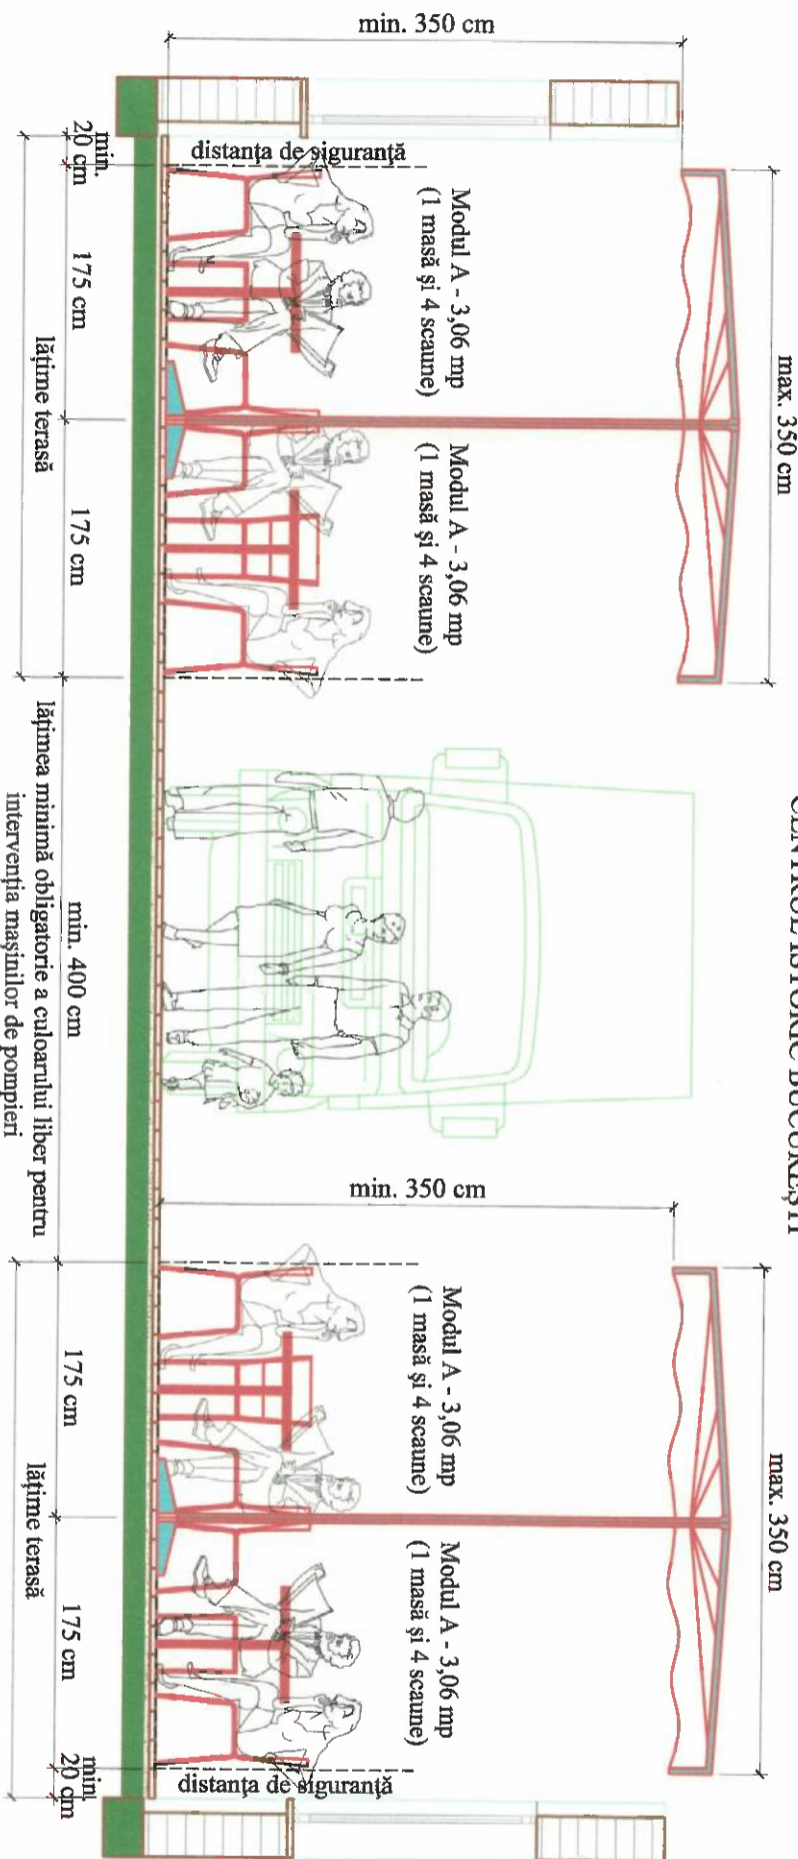 CENTRUL ISTORIC BUCUREȘTI
max. 350 cm
max. 350 cm
min. 350 cm
min. 350 cm
Modul A - 3,06 mp
(1 masă și 4 scaune)
Modul A - 3,06 mp
(1 masă și 4 scaune)
Modul A - 3,06 mp
(1 masă și 4 scaune)
Modul A - 3,06 mp
(1 masă și 4 scaune)
distanța de siguranță
distanța de siguranță
min.
20 cm
175 cm
175 cm
min. 400 cm
175 cm
175 cm
min.
20 cm
lățime terasă
lățimea minimă obligatorie a culoarului liber pentru
intervenția mașinilor de pompieri
lățime terasă